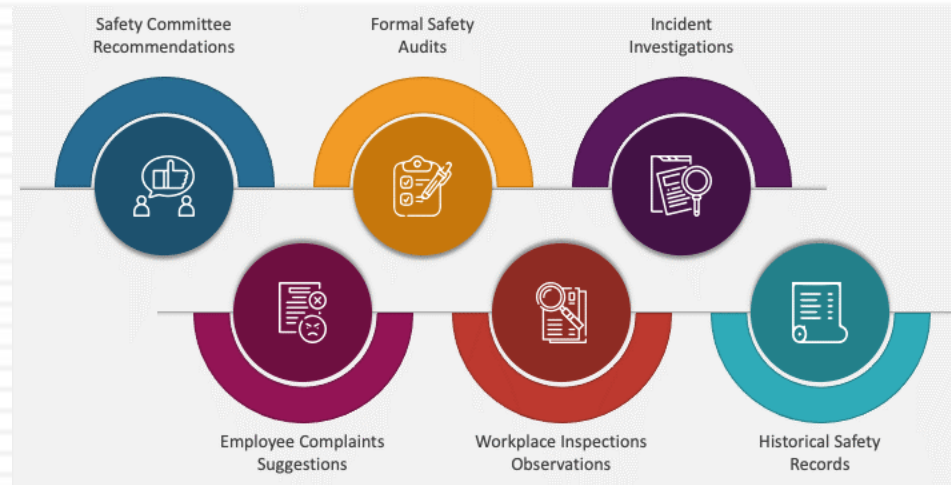 Safety Committee
Recommendations
Formal Safety
Audits
Incident
Investigations
Employee Complaints
Suggestions
Workplace Inspections
Observations
Historical Safety
Records